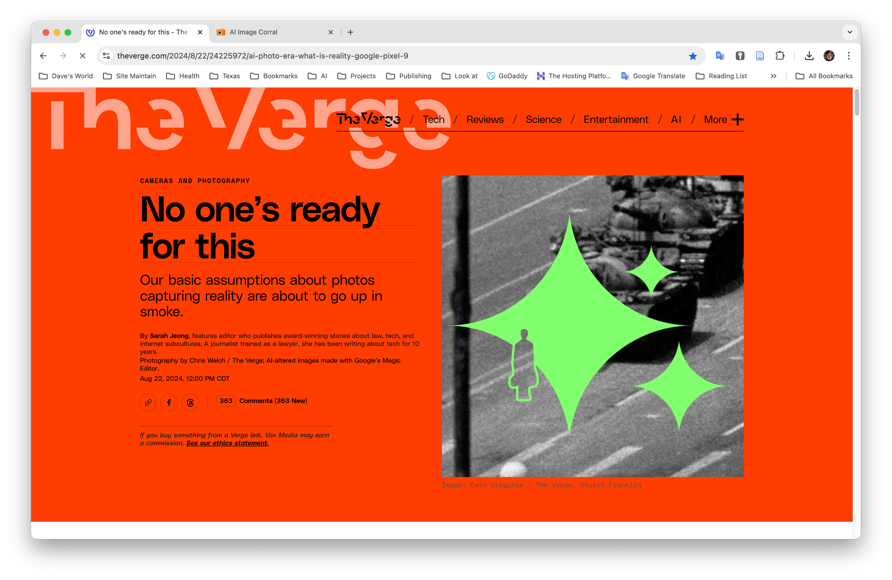 No one's ready for this - The
AI Image Corral
theverge.com/2024/8/22/24225972/ai-photo-era-what-is-reality-google-pixel-9
Dave's World
Site Maintain
Health
Texas
Bookmarks
AI
Projects
Publishing
Look at
GoDaddy
The Hosting Platfo...
Google Translate
Reading List
»
All Bookmarks
The Verge
TheVerge / Tech / Reviews / Science / Entertainment / AI / More +
CAMERAS AND PHOTOGRAPHY
No one's ready
for this
Our basic assumptions about photos
capturing reality are about to go up in
smoke.
By Sarah Jeong, features editor who publishes award-winning stories about law, tech, and
internet subcultures. A journalist trained as a lawyer, she has been writing about tech for 10
years.
Photography by Chris Welch / The Verge; AI-altered images made with Google's Magic
Editor.
Aug 22, 2024, 12:00 PM CDT
363 Comments (363 New)
If you buy something from a Verge link, Vox Media may earn
a commission. See our ethics statement.
Image: Cath Virginia / The Verge, Stuart Franklin